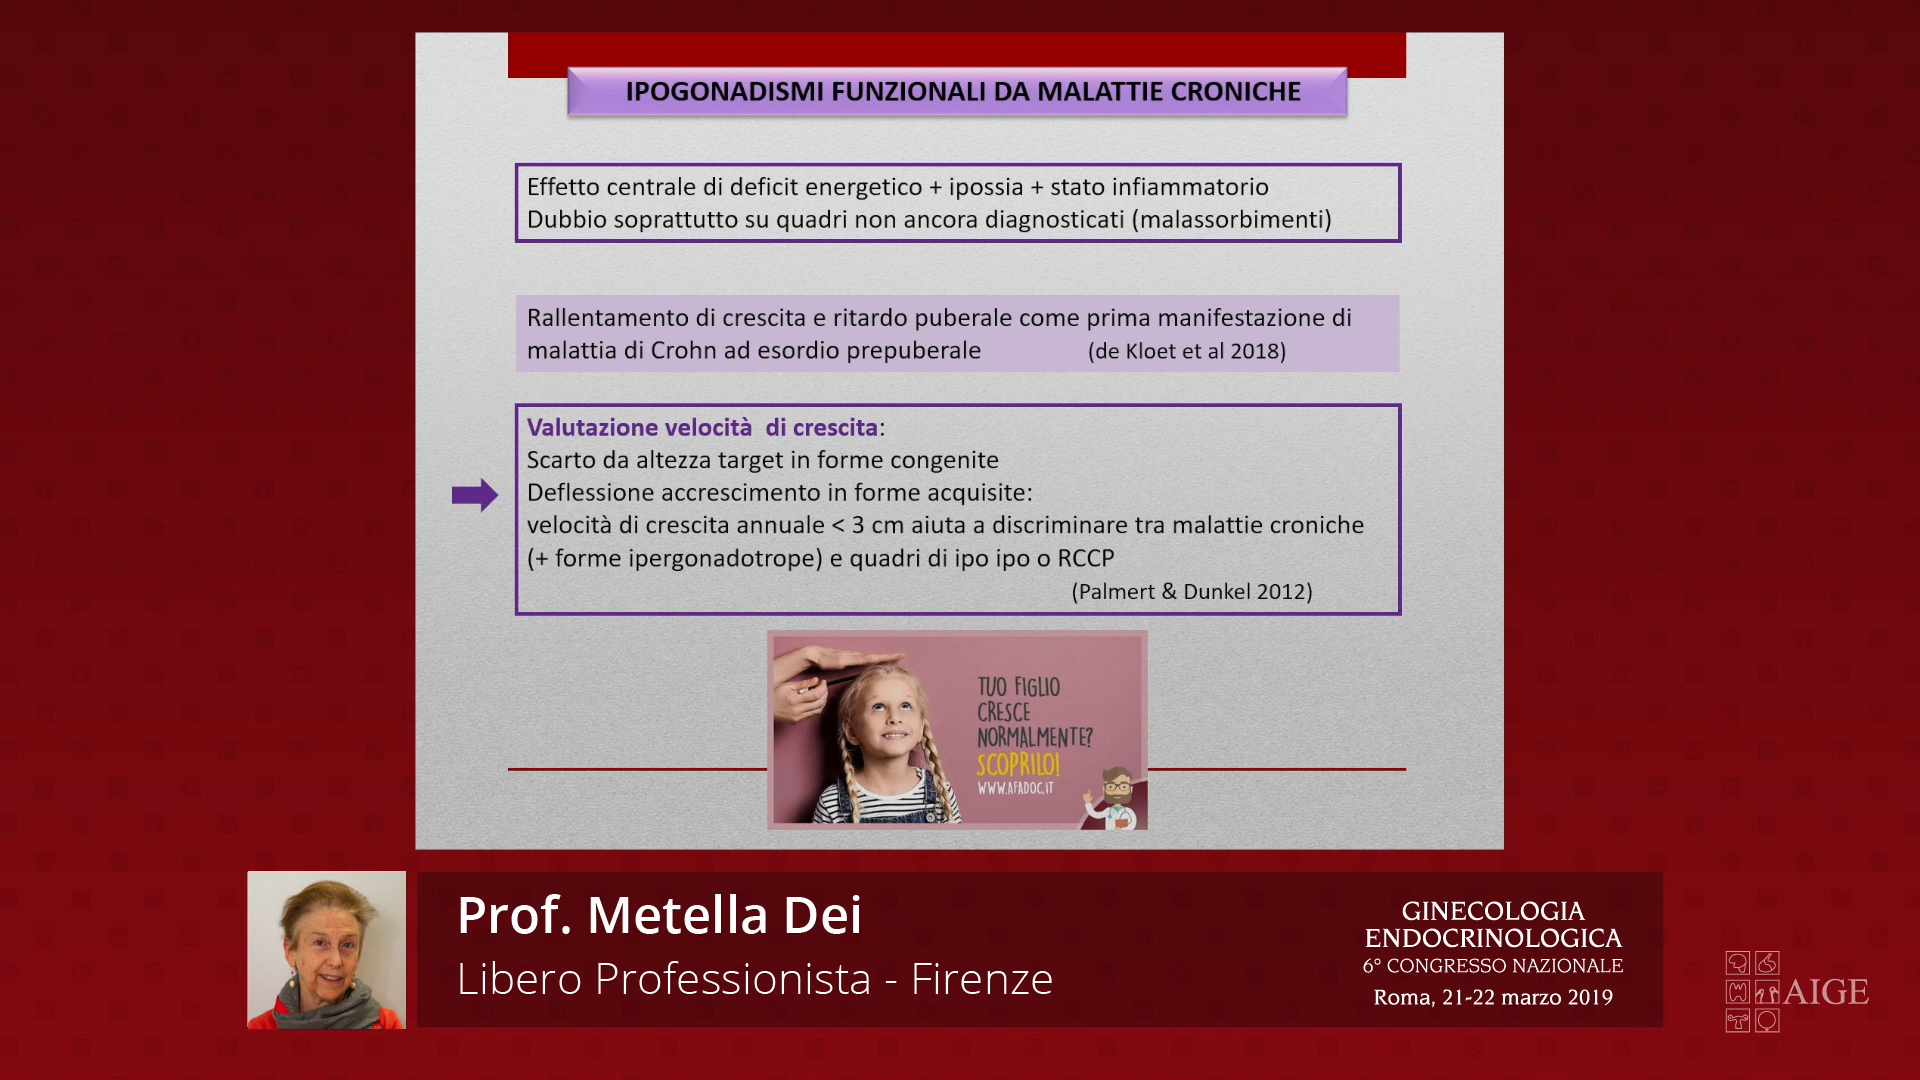 IPOGONADISMI FUNZIONALI DA MALATTIE CRONICHE
Effetto centrale di deficit energetico + ipossia + stato infiammatorio
Dubbio soprattutto su quadri non ancora diagnosticati (malassorbimenti)
Rallentamento di crescita e ritardo puberale come prima manifestazione di
malattia di Crohn ad esordio prepuberale (de Kloet et al 2018)
Valutazione velocità di crescita:
Scarto da altezza target in forme congenite
Deflessione accrescimento in forme acquisite:
velocità di crescita annuale < 3 cm aiuta a discriminare tra malattie croniche
(+ forme ipergonadotrope) e quadri di ipo ipo o RCCP
(Palmert & Dunkel 2012)
TUO FIGLIO
CRESCE
NORMALMENTE?
SCOPRILO!
WWW.AFADOC.IT
Prof. Metella Dei
Libero Professionista - Firenze
GINECOLOGIA
ENDOCRINOLOGICA
6° CONGRESSO NAZIONALE
Roma, 21-22 marzo 2019
AIGE